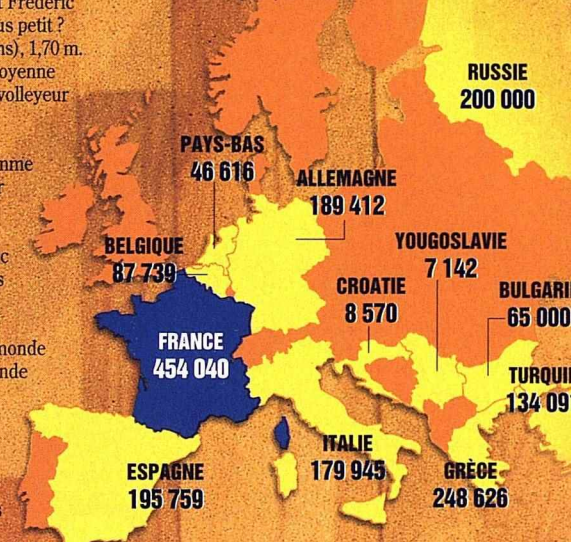 t Frédéric
us petit ?
ns), 1,70 m.
oyenne
volleyeur
nme
r
c
s
monde
nde
s
RUSSIE
200 000
PAYS-BAS
46 616
ALLEMAGNE
189 412
BELGIQUE
87 739
YOUGOSLAVIE
7 142
CROATIE
8 570
BULGARI
65 000
FRANCE
454 040
TURQUI
134 09
ITALIE
179 945
ESPAGNE
195 759
GRÈCE
248 626